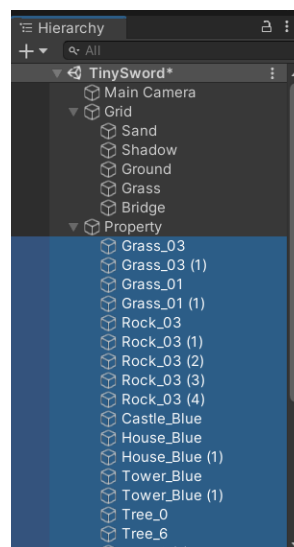 Hierarchy
All
TinySword*
Main Camera
Grid
Sand
Shadow
Ground
Grass
Bridge
Property
Grass_03
Grass_03 (1)
Grass_01
Grass_01 (1)
Rock_03
Rock_03 (1)
Rock_03 (2)
Rock_03 (3)
Rock_03 (4)
Castle_Blue
House_Blue
House_Blue (1)
Tower_Blue
Tower_Blue (1)
Tree_0
Tree_6